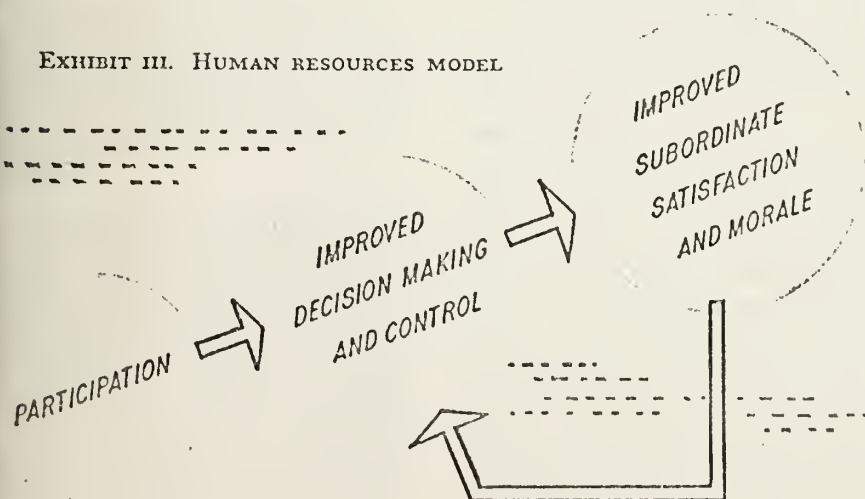 EXHIBIT III. HUMAN RESOURCES MODEL
PARTICIPATION
IMPROVED
DECISION MAKING
AND CONTROL
IMPROVED
SUBORDINATE
SATISFACTION
AND MORALE